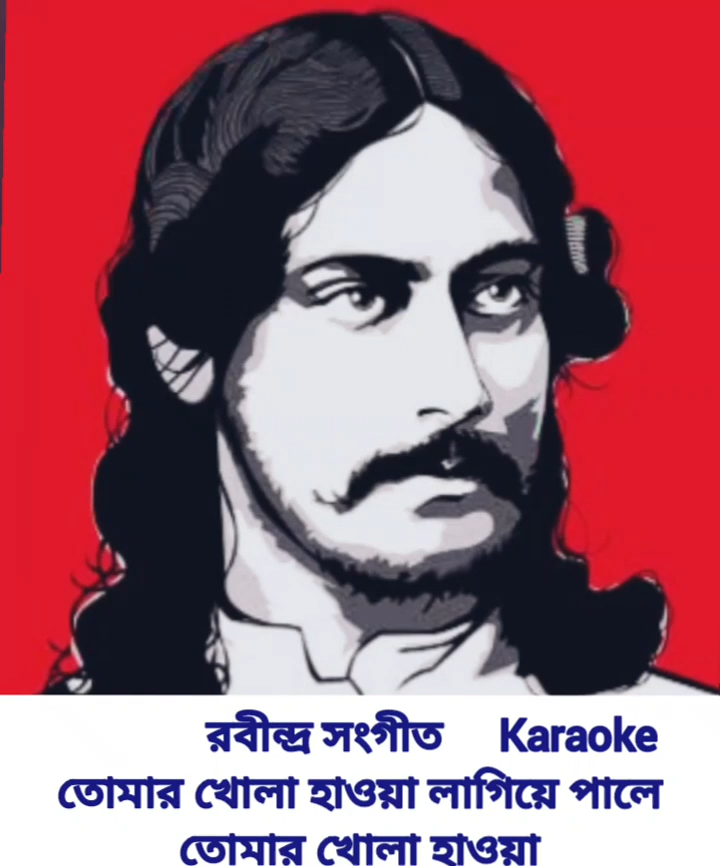 রবীন্দ্র সংগীত Karaoke
তোমার খোলা হাওয়া লাগিয়ে পালে
তোমার খোলা হাওয়া